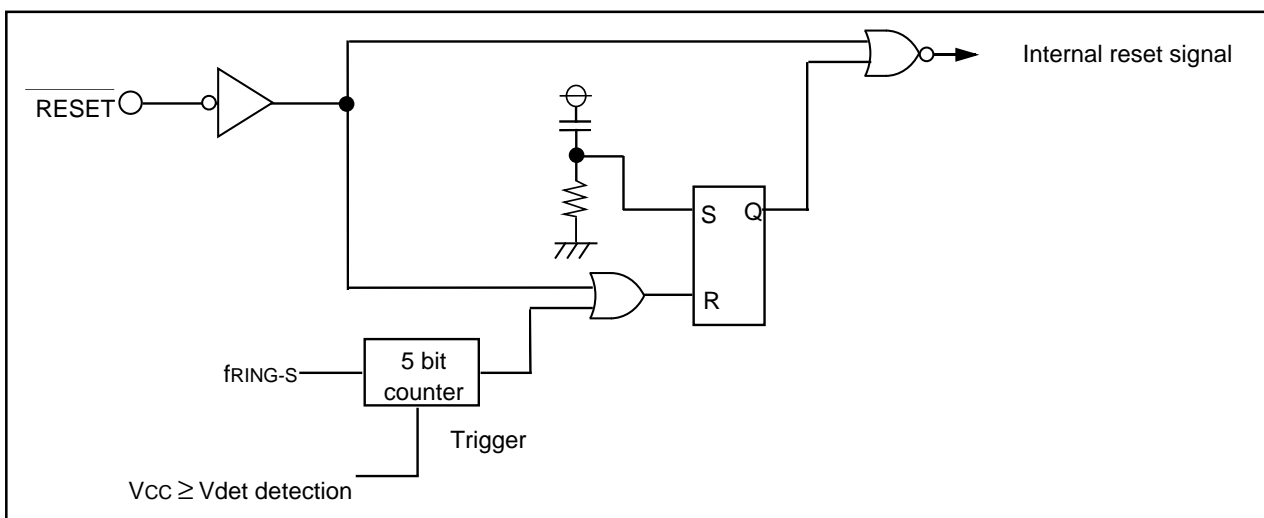 Internal reset signal
RESET
S Q
R
fRING-S
5 bit
counter
Trigger
VCC ≥ Vdet detection